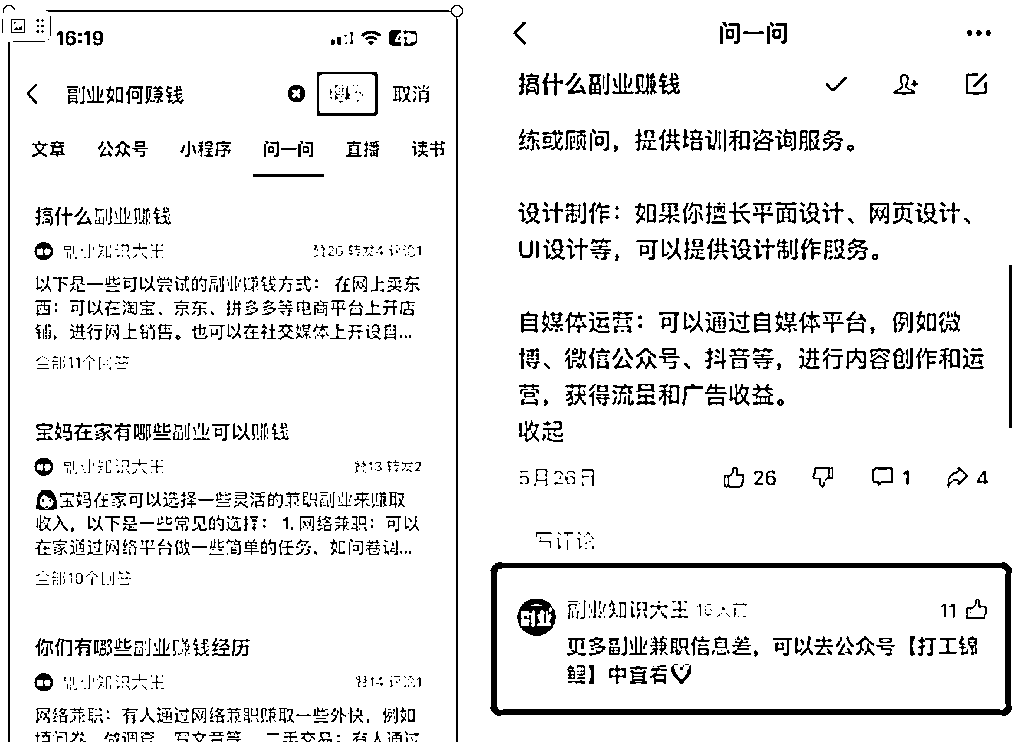 16:19
副业如何赚钱
取消
文章 公众号 小程序 问一问 直播 读书
搞什么副业赚钱
副业知识大王 赞26 转发4 评论1
以下是一些可以尝试的副业赚钱方式： 在网上卖东
西：可以在淘宝、京东、拼多多等电商平台上开店
铺，进行网上销售。也可以在社交媒体上开设自...
全部11个回答
宝妈在家有哪些副业可以赚钱
副业知识大王 赞13 转发2
宝妈在家可以选择一些灵活的兼职副业来赚取
收入，以下是一些常见的选择： 1. 网络兼职：可以
在家通过网络平台做一些简单的任务、如问卷调...
全部10个回答
你们有哪些副业赚钱经历
副业知识大王 赞14 评论1
网络兼职：有人通过网络兼职赚取一些外快，例如
填问卷、做调查、写文章等。 二手交易：有人通过
问一问
搞什么副业赚钱
练或顾问，提供培训和咨询服务。
设计制作：如果你擅长平面设计、网页设计、
UI设计等，可以提供设计制作服务。
自媒体运营：可以通过自媒体平台，例如微
博、微信公众号、抖音等，进行内容创作和运
营，获得流量和广告收益。
收起
5月26日 26 1 4
写评论
副业知识大王 16天前 11
更多副业兼职信息差，可以去公众号【打工锦
鲤】中查看